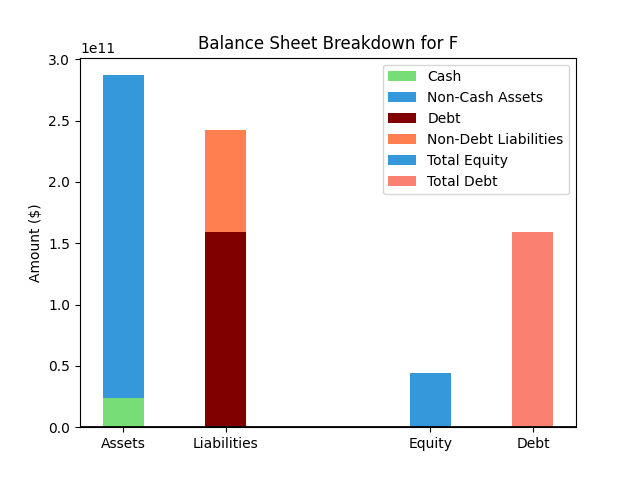 Balance Sheet Breakdown for F
1e11
3.0
2.5
2.0
1.5
1.0
0.5
0.0
Amount ($)
Cash
Non-Cash Assets
Debt
Non-Debt Liabilities
Total Equity
Total Debt
Assets Liabilities Equity Debt